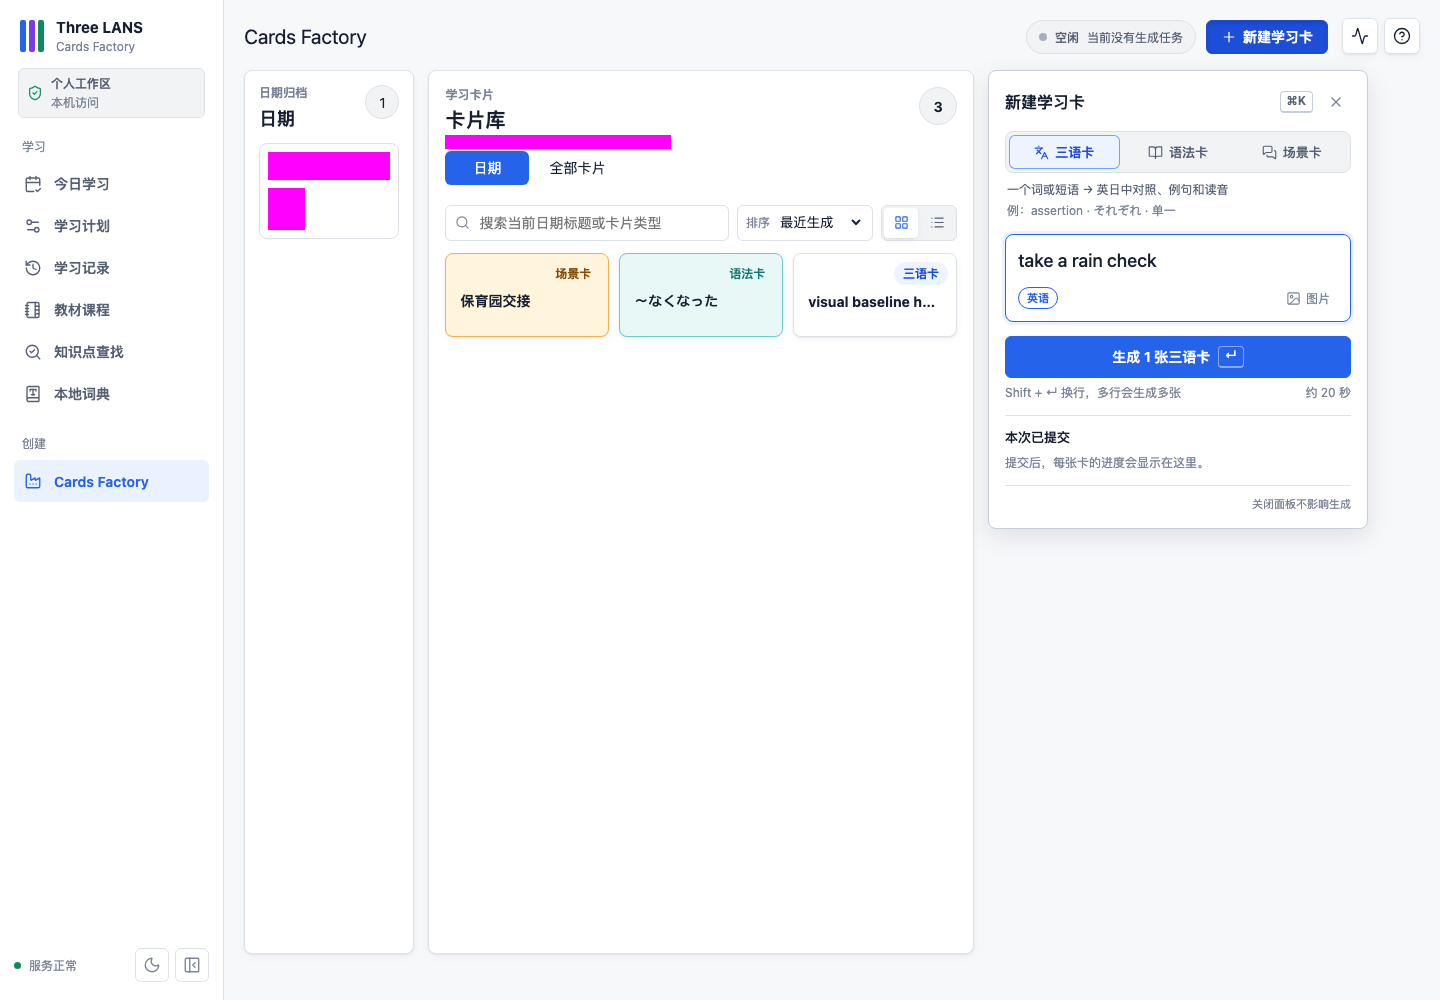 Three LANS
Cards Factory
个人工作区
本机访问
学习
今日学习
学习计划
学习记录
教材课程
知识点查找
本地词典
创建
Cards Factory
服务正常
Cards Factory
空闲 当前没有生成任务
新建学习卡
日期归档
日期
1
学习卡片
卡片库
3
日期
全部卡片
搜索当前日期标题或卡片类型
排序 最近生成
场景卡
保育园交接
语法卡
〜なくなった
三语卡
visual baseline h...
新建学习卡
⌘K
三语卡
语法卡
场景卡
一个词或短语 → 英日中对照、例句和读音
例：assertion · それぞれ · 单一
take a rain check
英语
图片
生成 1 张三语卡 ↵
Shift + ↵ 换行，多行会生成多张
约 20 秒
本次已提交
提交后，每张卡的进度会显示在这里。
关闭面板不影响生成